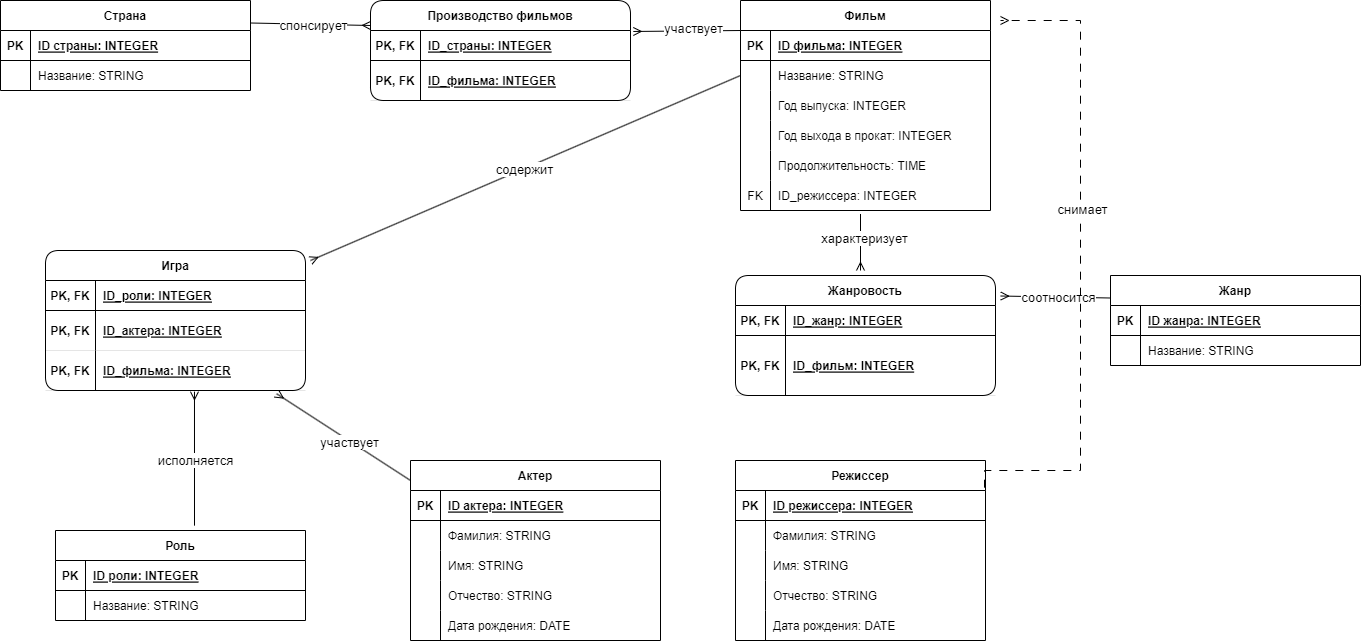 Страна
PK ID страны: INTEGER
Название: STRING
спонсирует
Производство фильмов
PK, FK ID_страны: INTEGER
PK, FK ID_фильма: INTEGER
участвует
Фильм
PK ID фильма: INTEGER
Название: STRING
Год выпуска: INTEGER
Год выхода в прокат: INTEGER
Продолжительность: TIME
FK ID_режиссера: INTEGER
содержит
снимает
характеризует
Игра
PK, FK ID_роли: INTEGER
PK, FK ID_актера: INTEGER
PK, FK ID_фильма: INTEGER
Жанровость
PK, FK ID_жанр: INTEGER
PK, FK ID_фильм: INTEGER
соотносится
Жанр
PK ID жанра: INTEGER
Название: STRING
исполняется
участвует
Роль
PK ID роли: INTEGER
Название: STRING
Актер
PK ID актера: INTEGER
Фамилия: STRING
Имя: STRING
Отчество: STRING
Дата рождения: DATE
Режиссер
PK ID режиссера: INTEGER
Фамилия: STRING
Имя: STRING
Отчество: STRING
Дата рождения: DATE